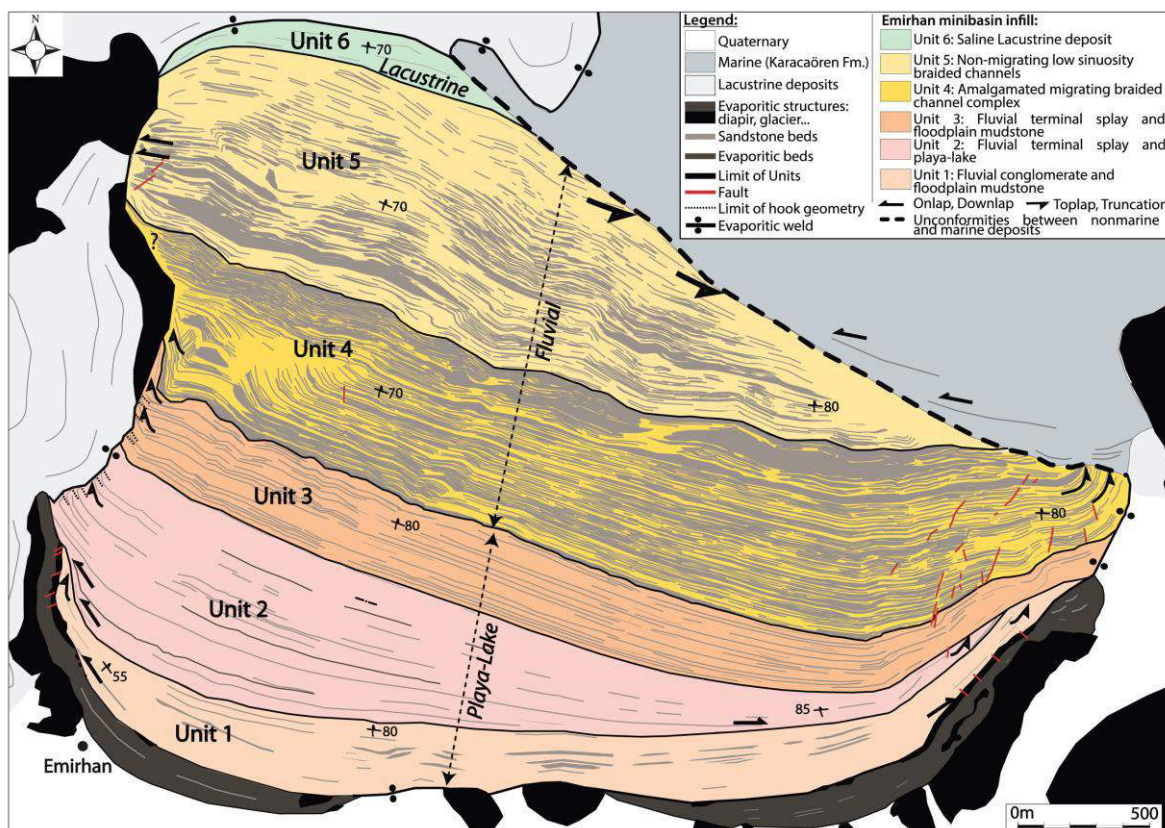 N
Unit 6
70
Lacustrine
Unit 5
70
?
Fluvial
Unit 4
70
80
Unit 3
80
80
Unit 2
Playa-Lake
55
85
Unit 1
80
Emirhan
0m 500
Legend:
Quaternary
Marine (Karacaören Fm.)
Lacustrine deposits
Evaporitic structures:
diapir, glacier...
Sandstone beds
Evaporitic beds
Limit of Units
Fault
Limit of hook geometry
Evaporitic weld
Emirhan minibasin infill:
Unit 6: Saline Lacustrine deposit
Unit 5: Non-migrating low sinuosity
braided channels
Unit 4: Amalgamated migrating braided
channel complex
Unit 3: Fluvial terminal splay and
floodplain mudstone
Unit 2: Fluvial terminal splay and
playa-lake
Unit 1: Fluvial conglomerate and
floodplain mudstone
Onlap, Downlap
Toplap, Truncation
Unconformities between nonmarine
and marine deposits